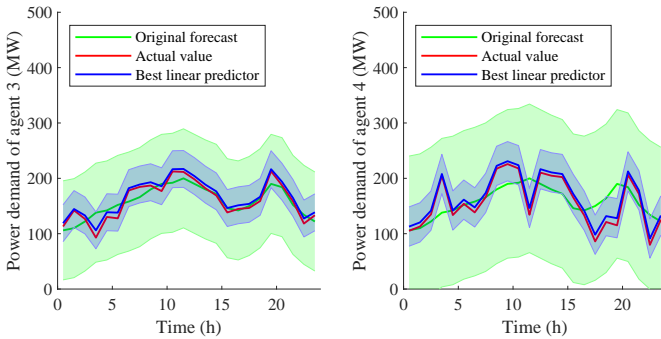 500
400
300
200
100
0
0
5
10
15
20
Time (h)
Power demand of agent 3 (MW)
Original forecast
Actual value
Best linear predictor
500
400
300
200
100
0
0
5
10
15
20
Time (h)
Power demand of agent 4 (MW)
Original forecast
Actual value
Best linear predictor